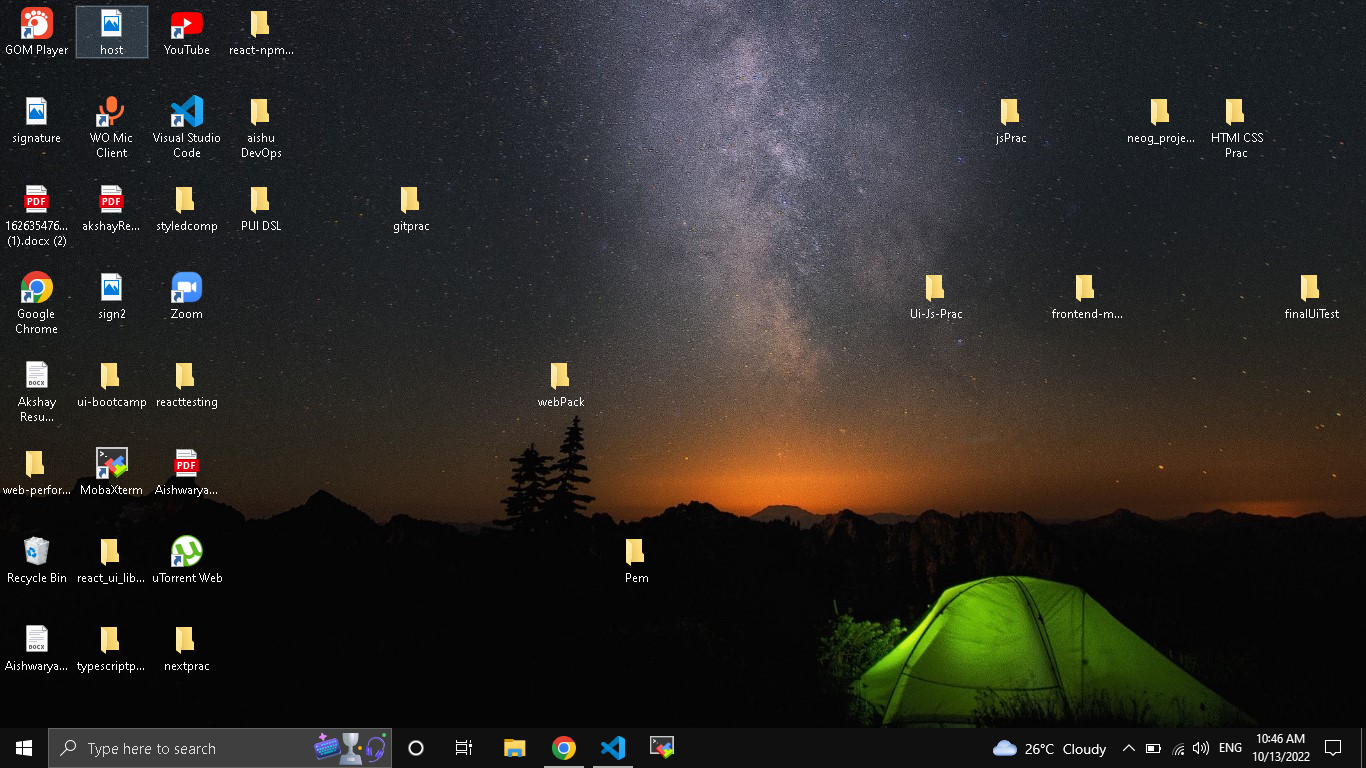 GOM Player
host
YouTube
react-npm...
signature
WO Mic
Client
Visual Studio
Code
aishu
DevOps
jsPrac
neog_proje...
HTMl CSS
Prac
PDF
162635476...
(1).docx (2)
PDF
akshayRe...
styledcomp
PUI DSL
gitprac
Google
Chrome
sign2
Zoom
Ui-Js-Prac
frontend-m...
finalUiTest
DOCX
Akshay
Resu...
ui-bootcamp
reacttesting
webPack
web-perfor...
MobaXterm
PDF
Aishwarya...
Recycle Bin
react_ui_lib...
uTorrent Web
Pem
DOCX
Aishwarya...
typescriptp...
nextprac
Type here to search
26°C Cloudy
ENG
10:46 AM
10/13/2022